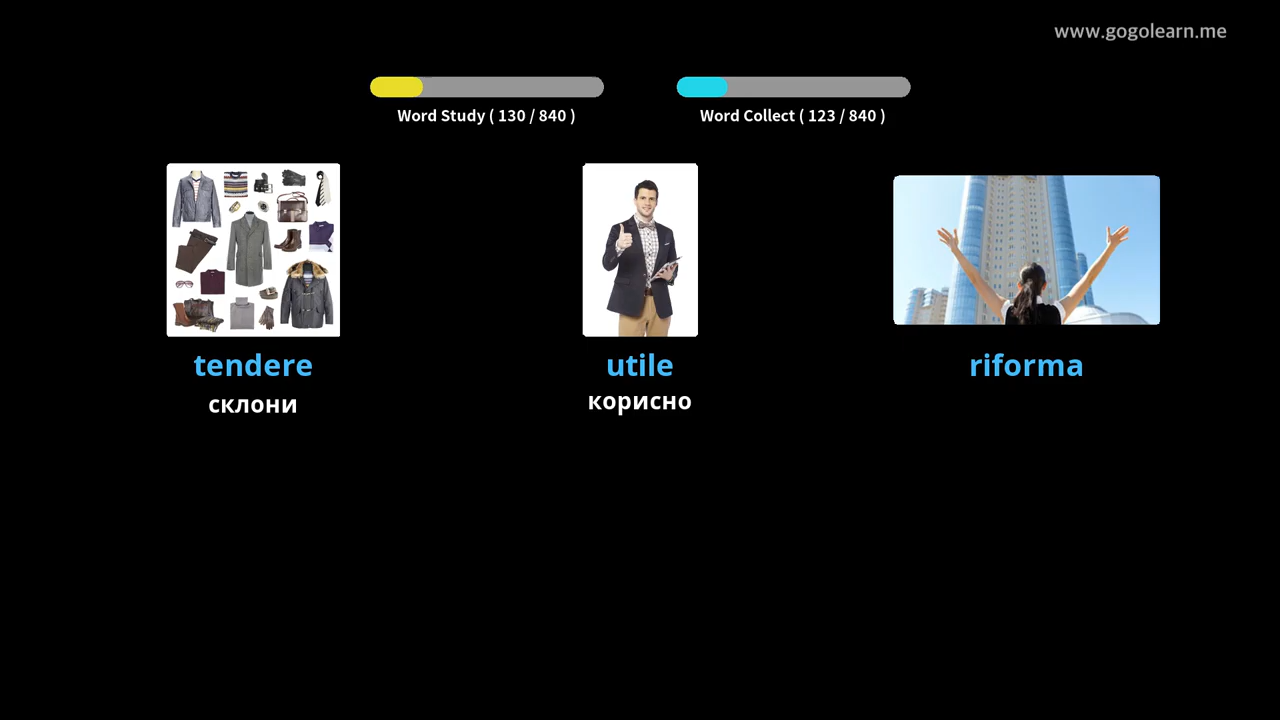 www.gogolearn.me
Word Study ( 130 / 840 )
Word Collect ( 123 / 840 )
tendere
utile
riforma
склони
корисно